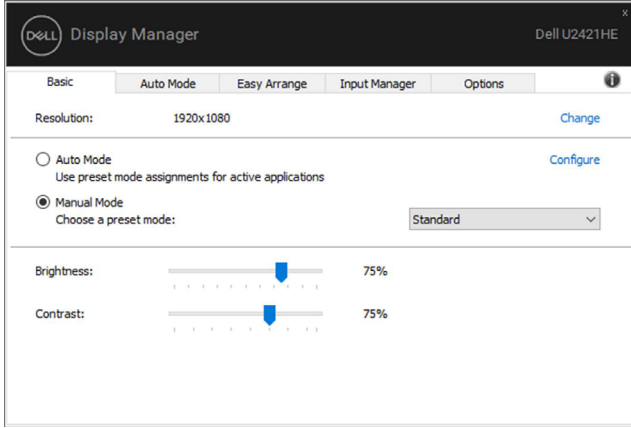 x
DELL Display Manager Dell U2421HE
Basic Auto Mode Easy Arrange Input Manager Options i
Resolution: 1920x1080 Change
Auto Mode Configure
Use preset mode assignments for active applications
Manual Mode
Choose a preset mode: Standard
Brightness: 75%
Contrast: 75%